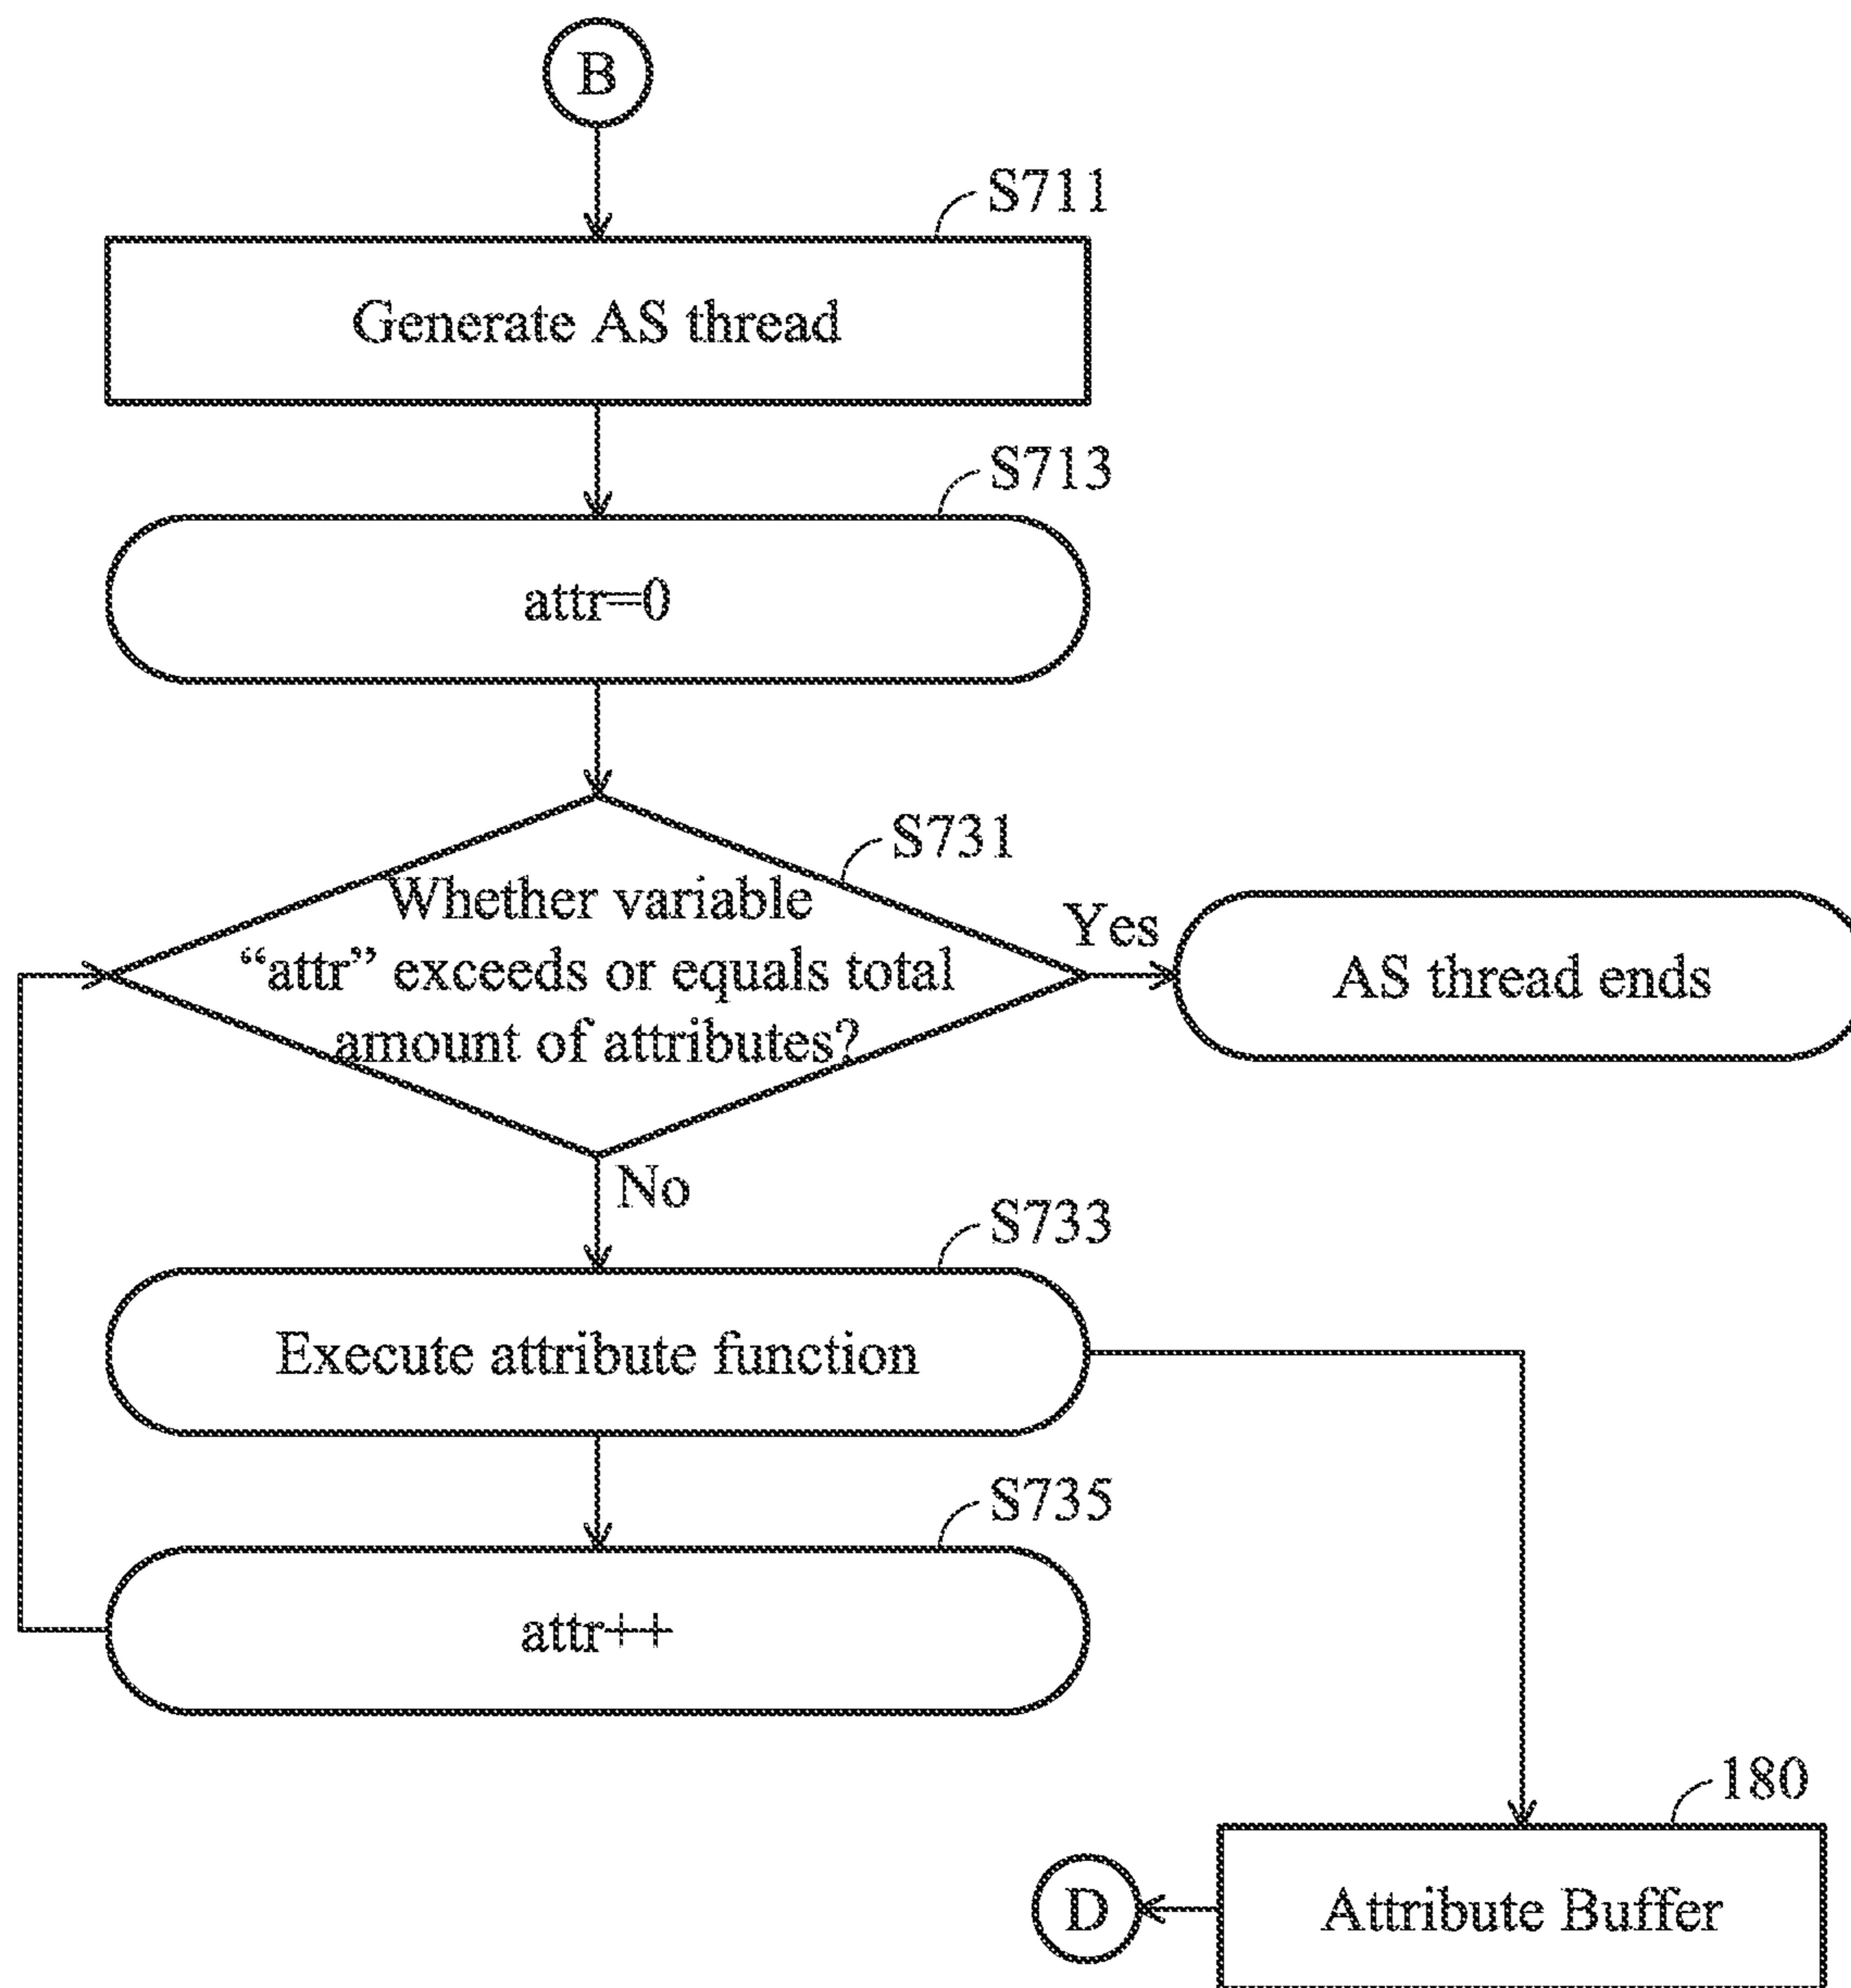 B
S711
Generate AS thread
S713
attr=0
S731
Whether variable
“attr” exceeds or equals total
amount of attributes?
Yes
AS thread ends
No
S733
Execute attribute function
S735
attr++
180
Attribute Buffer
D